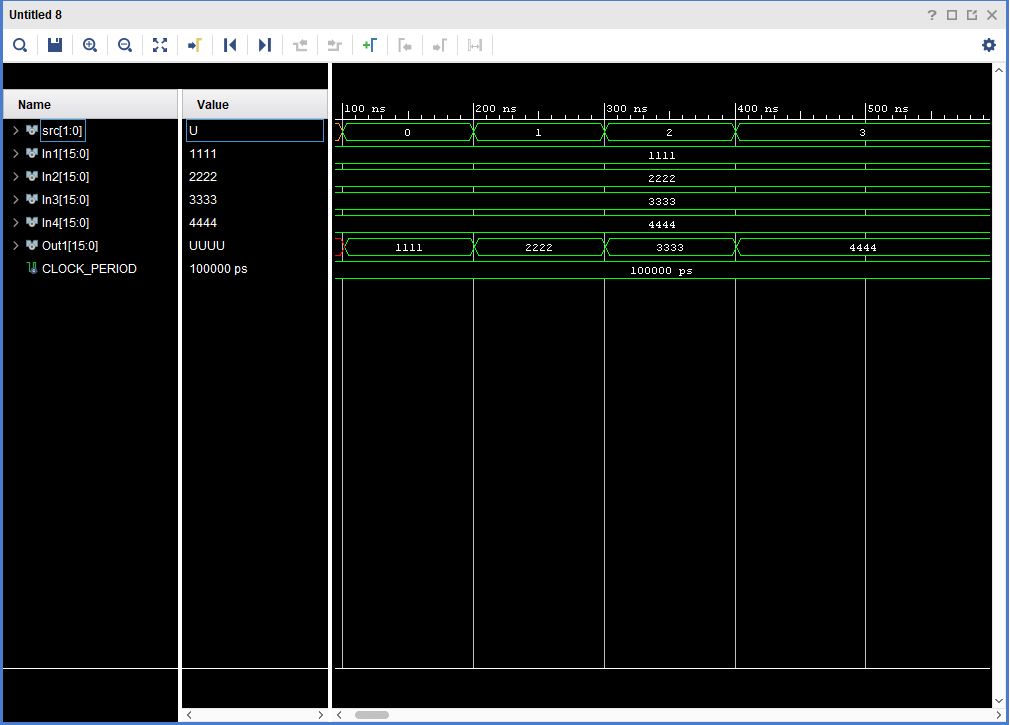 Untitled 8
Name Value
100 ns 200 ns 300 ns 400 ns 500 ns
src[1:0] U 0 1 2 3
In1[15:0] 1111 1111
In2[15:0] 2222 2222
In3[15:0] 3333 3333
In4[15:0] 4444 4444
Out1[15:0] UUUU 1111 2222 3333 4444
CLOCK_PERIOD 100000 ps 100000 ps